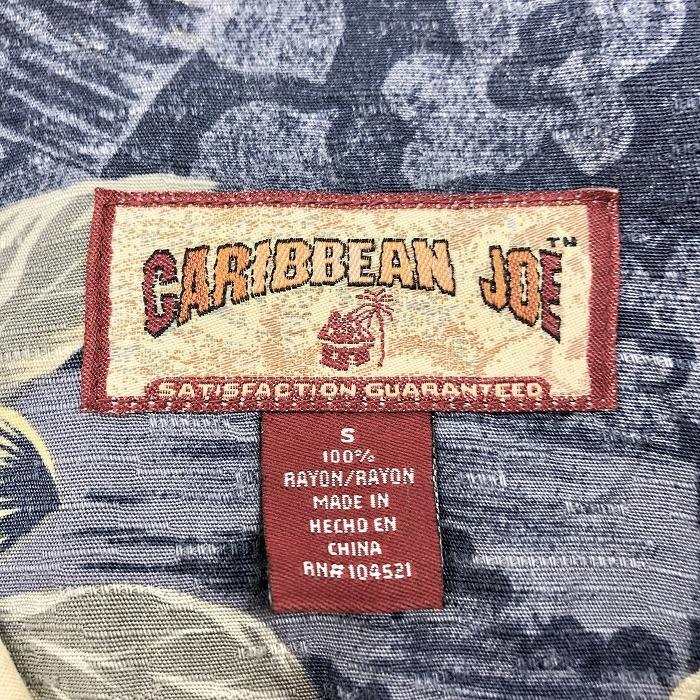 CARIBBEAN JOE™
SATISFACTION GUARANTEED
S
100%
RAYON/RAYON
MADE IN
HECHO EN
CHINA
RN#104521